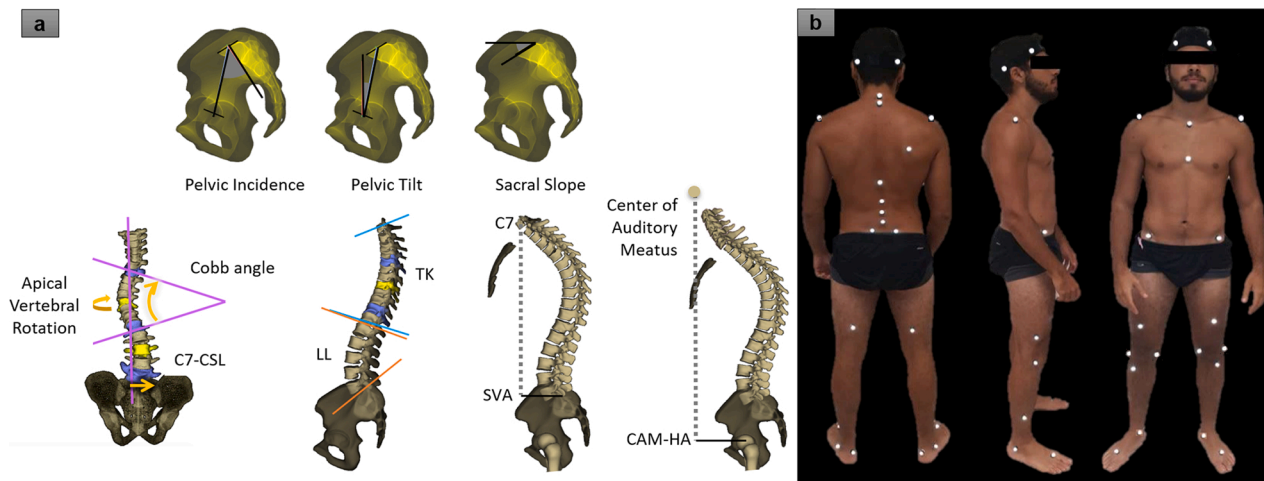 a
b
Pelvic Incidence
Pelvic Tilt
Sacral Slope
Apical
Vertebral
Rotation
Cobb angle
C7-CSL
TK
LL
C7
SVA
Center of
Auditory
Meatus
CAM-HA